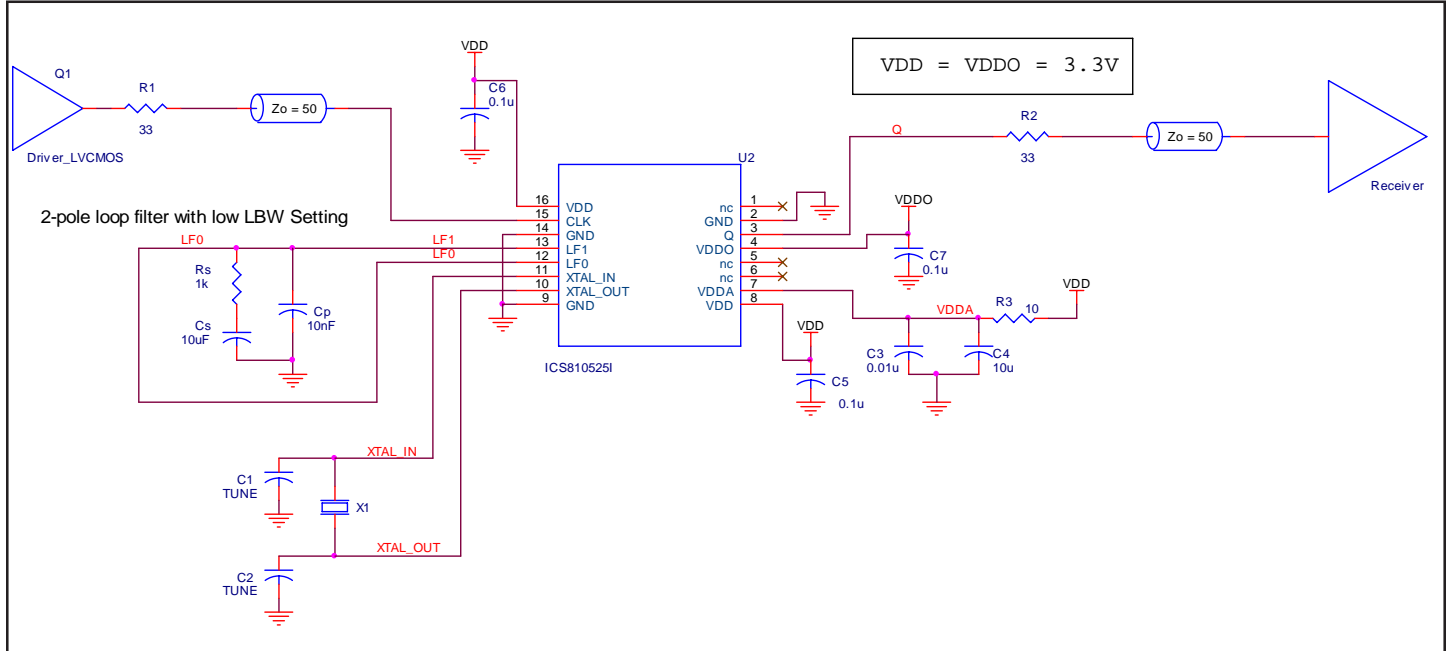 VDD = VDDO = 3.3V
Q1
R1
33
Zo = 50
Driver_LVCMOS
VDD
C6
0.1u
Q
R2
33
Zo = 50
Receiver
U2
16
15
14
13
12
11
10
9
VDD
CLK
GND
LF1
LF0
XTAL_IN
XTAL_OUT
GND
nc
GND
Q
VDDO
nc
nc
VDDA
VDD
1
2
3
4
5
6
7
8
ICS810525I
2-pole loop filter with low LBW Setting
LF0
LF1
LF0
Rs
1k
Cs
10uF
Cp
10nF
VDDO
C7
0.1u
VDDA
R3
10
VDD
C3
0.01u
C4
10u
VDD
C5
0.1u
XTAL_IN
C1
TUNE
X1
XTAL_OUT
C2
TUNE